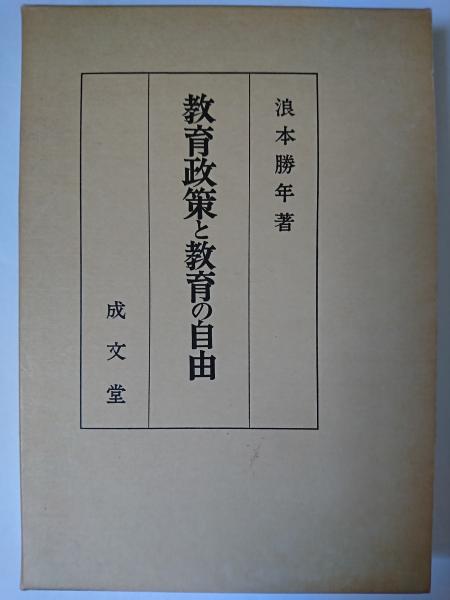 浪本勝年著
教育政策と教育の自由
成文堂